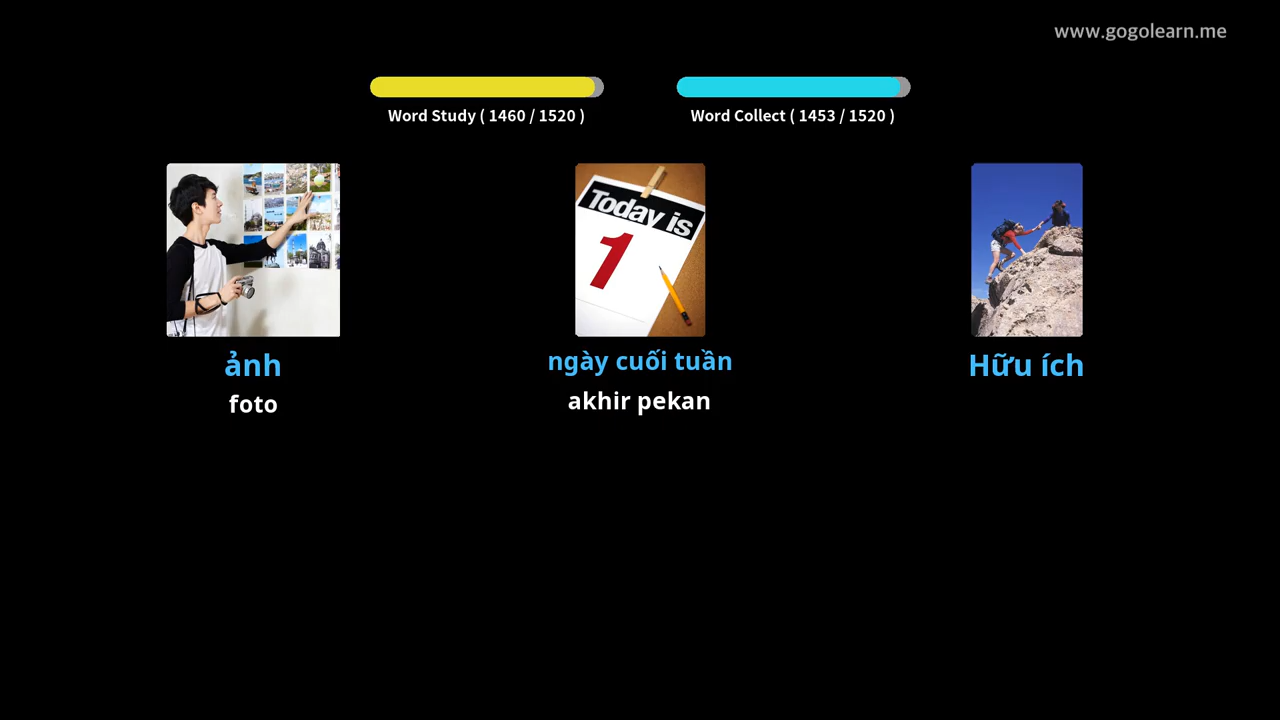 www.gogolearn.me
Word Study ( 1460 / 1520 )
Word Collect ( 1453 / 1520 )
Today is
1
ảnh
ngày cuối tuần
Hữu ích
foto
akhir pekan